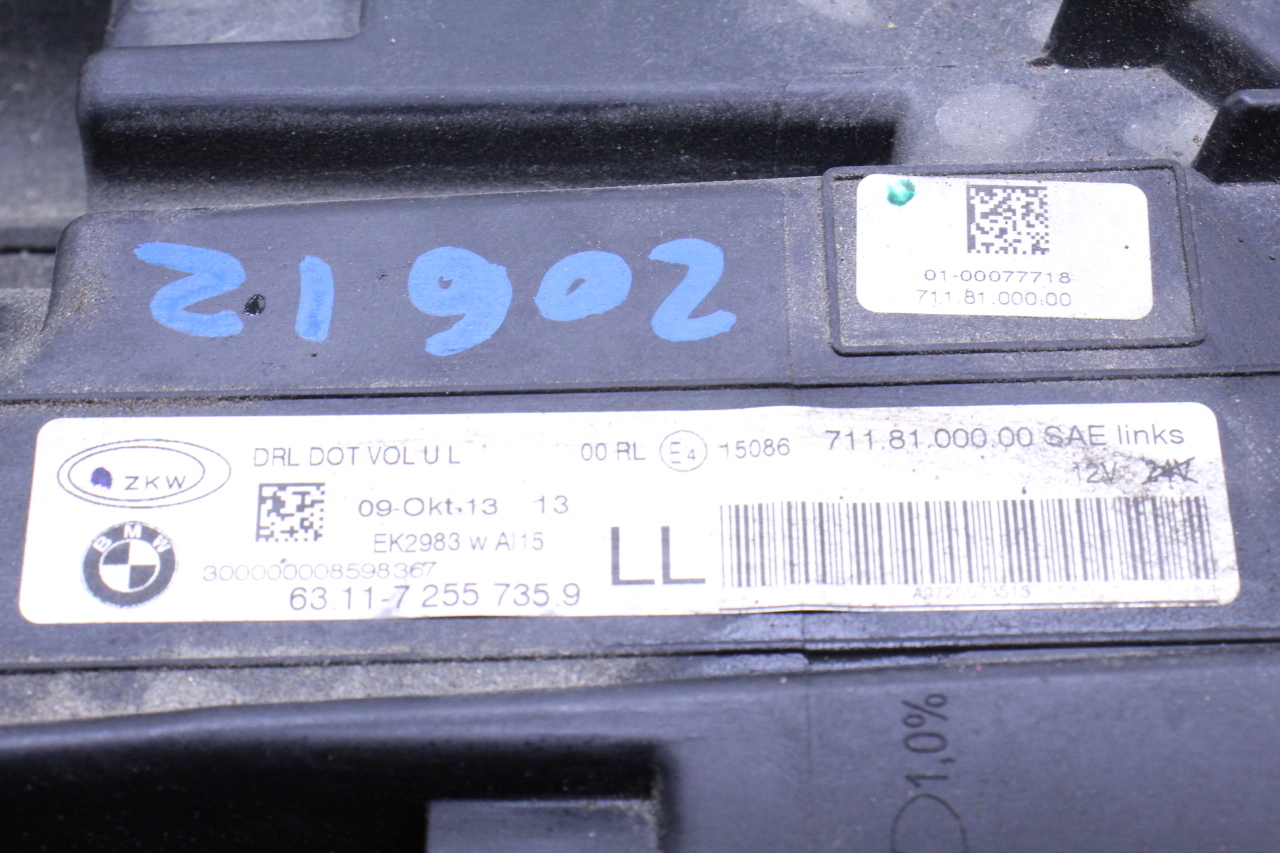 21902
01-00077718
711.81.000.00
ZKW
DRL DOT VOL U L
00 RL E4 15086
711.81.000.00 SAE links
12V 24V
09-Okt-13 13
EK2983 w AI15
300000008598367
63.11-7 255 735.9
LL
BMW
1,0%